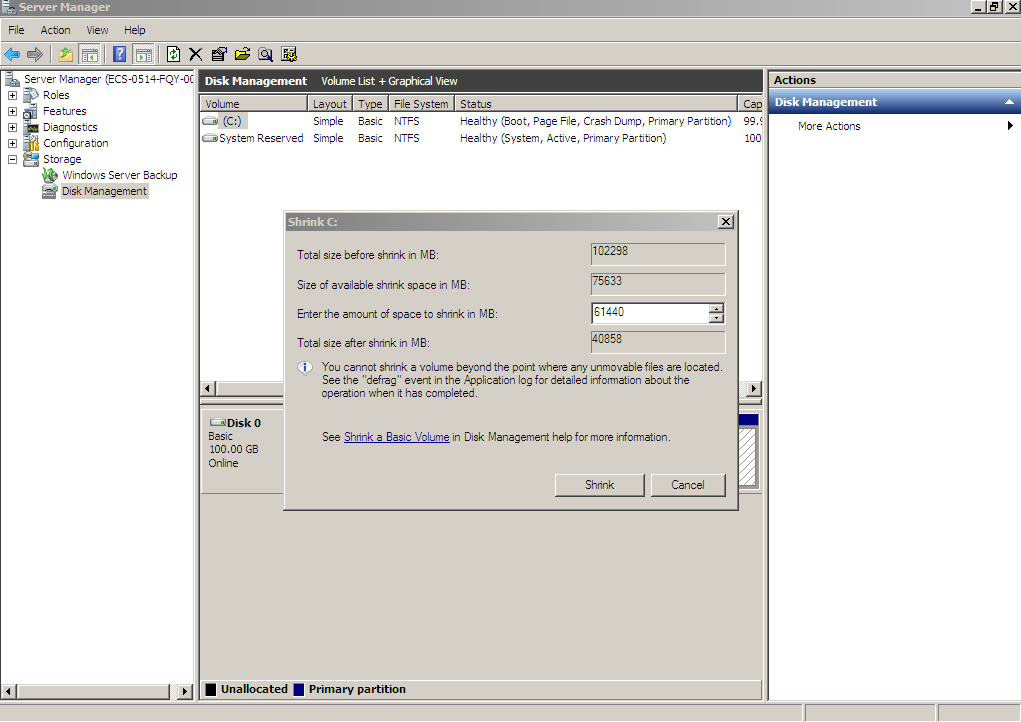 Server Manager
File Action View Help
Server Manager (ECS-0514-FQY-00
Roles
Features
Diagnostics
Configuration
Storage
Windows Server Backup
Disk Management
Disk Management Volume List + Graphical View
Volume Layout Type File System Status Cap
(C:) Simple Basic NTFS Healthy (Boot, Page File, Crash Dump, Primary Partition) 99.9
System Reserved Simple Basic NTFS Healthy (System, Active, Primary Partition) 100
Shrink C:
Total size before shrink in MB: 102298
Size of available shrink space in MB: 75633
Enter the amount of space to shrink in MB: 61440
Total size after shrink in MB: 40858
You cannot shrink a volume beyond the point where any unmovable files are located.
See the "defrag" event in the Application log for detailed information about the
operation when it has completed.
See Shrink a Basic Volume in Disk Management help for more information.
Shrink Cancel
Disk 0
Basic
100.00 GB
Online
Unallocated Primary partition
Actions
Disk Management
More Actions